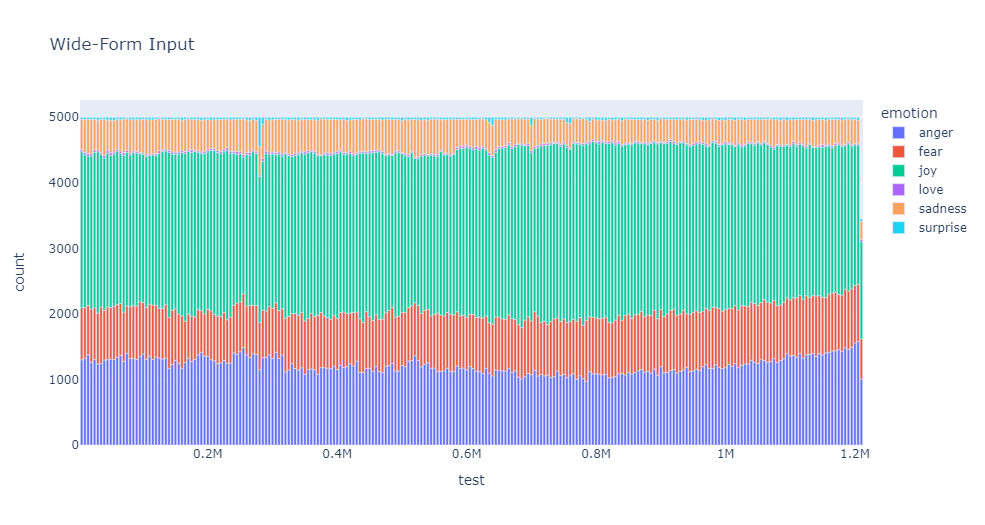 Wide-Form Input
emotion
anger
fear
joy
love
sadness
surprise
5000
4000
3000
2000
1000
0
count
0.2M
0.4M
0.6M
0.8M
1M
1.2M
test